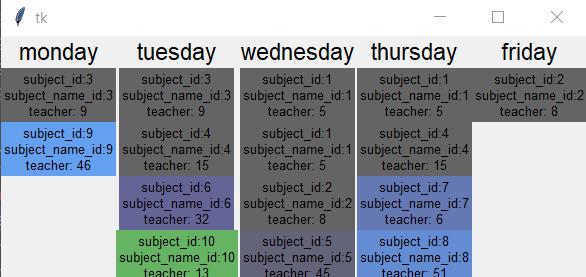 tk
monday tuesday wednesday thursday friday
subject_id:3 subject_id:3 subject_id:1 subject_id:1 subject_id:2
subject_name_id:3 subject_name_id:3 subject_name_id:1 subject_name_id:1 subject_name_id:2
teacher: 9 teacher: 9 teacher: 5 teacher: 5 teacher: 8
subject_id:9 subject_id:4 subject_id:1 subject_id:4
subject_name_id:9 subject_name_id:4 subject_name_id:1 subject_name_id:4
teacher: 46 teacher: 15 teacher: 5 teacher: 15
subject_id:6 subject_id:2 subject_id:7
subject_name_id:6 subject_name_id:2 subject_name_id:7
teacher: 32 teacher: 8 teacher: 6
subject_id:10 subject_id:5 subject_id:8
subject_name_id:10 subject_name_id:5 subject_name_id:8
teacher: 13 teacher: 45 teacher: 51